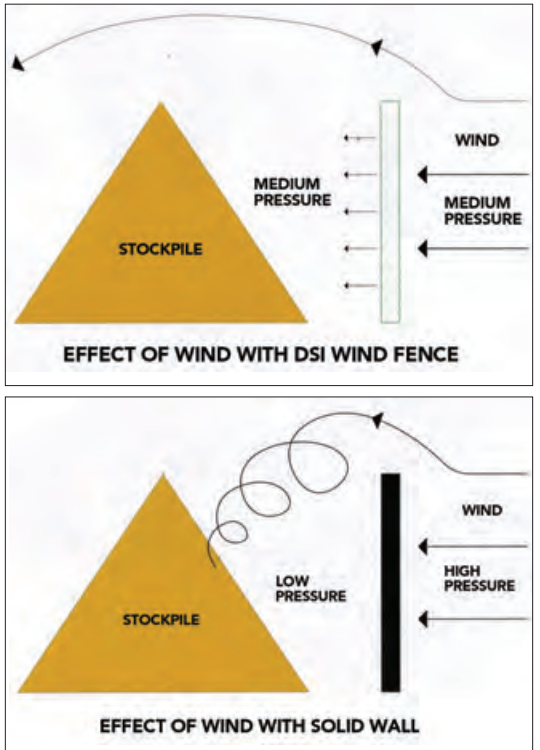 WIND
MEDIUM
PRESSURE
MEDIUM
PRESSURE
STOCKPILE
EFFECT OF WIND WITH DSI WIND FENCE
WIND
LOW
PRESSURE
HIGH
PRESSURE
STOCKPILE
EFFECT OF WIND WITH SOLID WALL